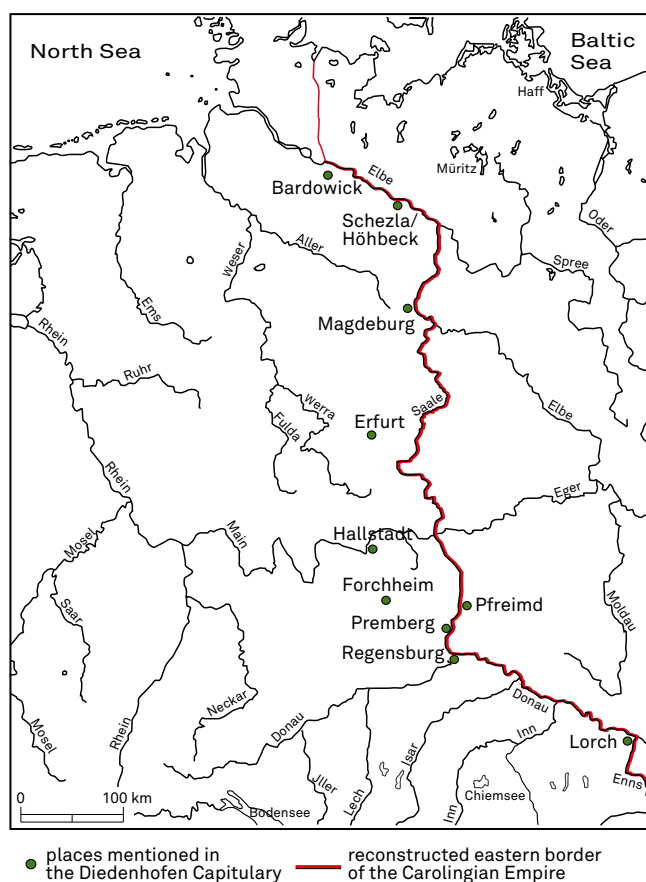 North Sea
Baltic
Sea
Haff
Elbe
Müritz
Bardowick
Schezla/
Höhbeck
Oder
Weser
Aller
Spree
Ems
Magdeburg
Rhein
Ruhr
Werra
Saale
Elbe
Erfurt
Fulda
Rhein
Eger
Mosel
Main
Hallstadt
Saar
Forchheim
Pfreimd
Moldau
Premberg
Regensburg
Neckar
Donau
Donau
Mosel
Rhein
Inn
Isar
Lorch
Iller
Lech
Enns
Chiemsee
Inn
Bodensee
0 100 km
places mentioned in
the Diedenhofen Capitulary
reconstructed eastern border
of the Carolingian Empire